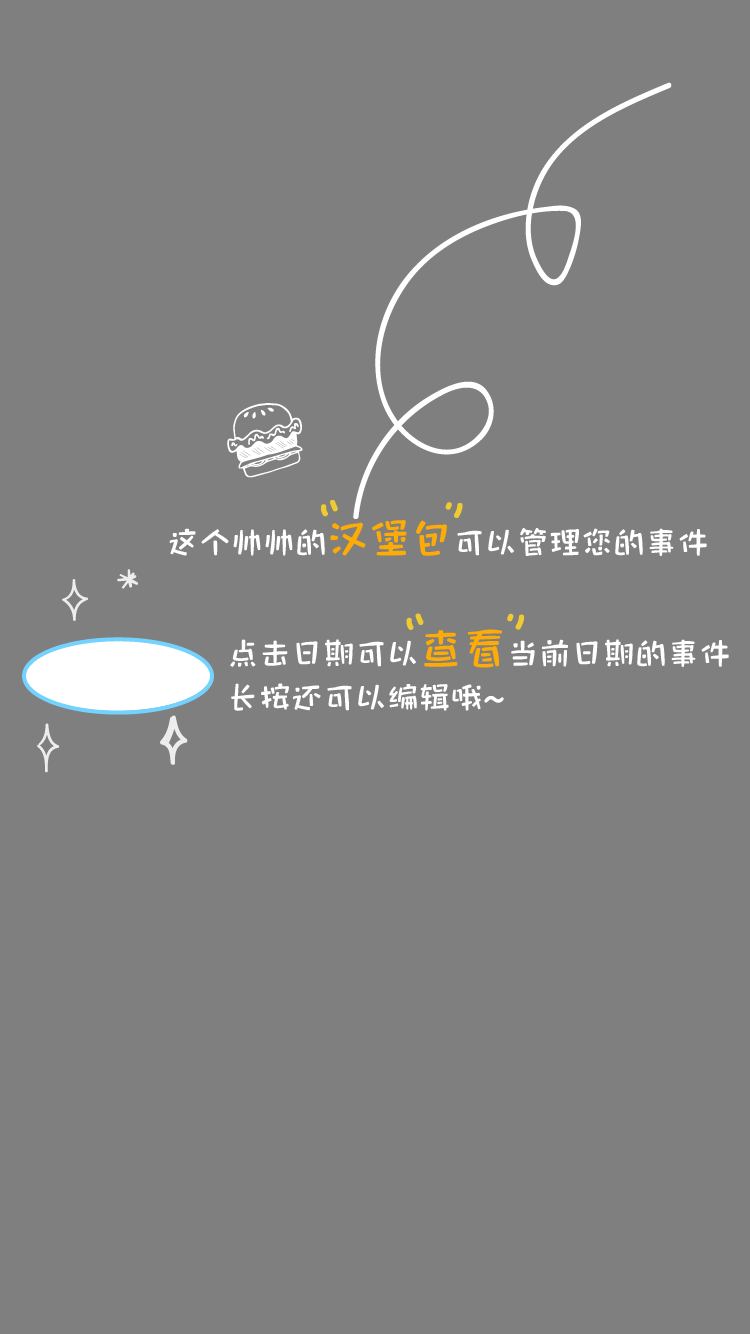 这个帅帅的"汉堡包"可以管理您的事件
点击日期可以"查看"当前日期的事件
长按还可以编辑哦~